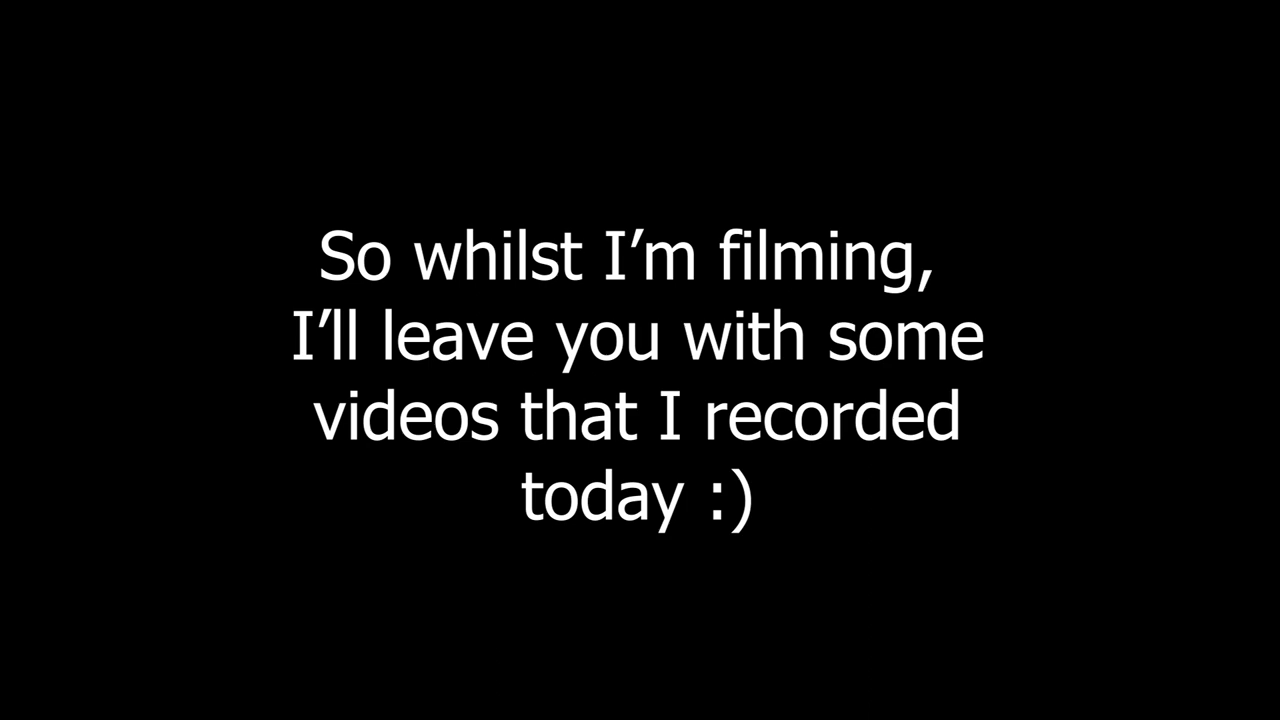 So whilst I’m filming,
I’ll leave you with some
videos that I recorded
today :)